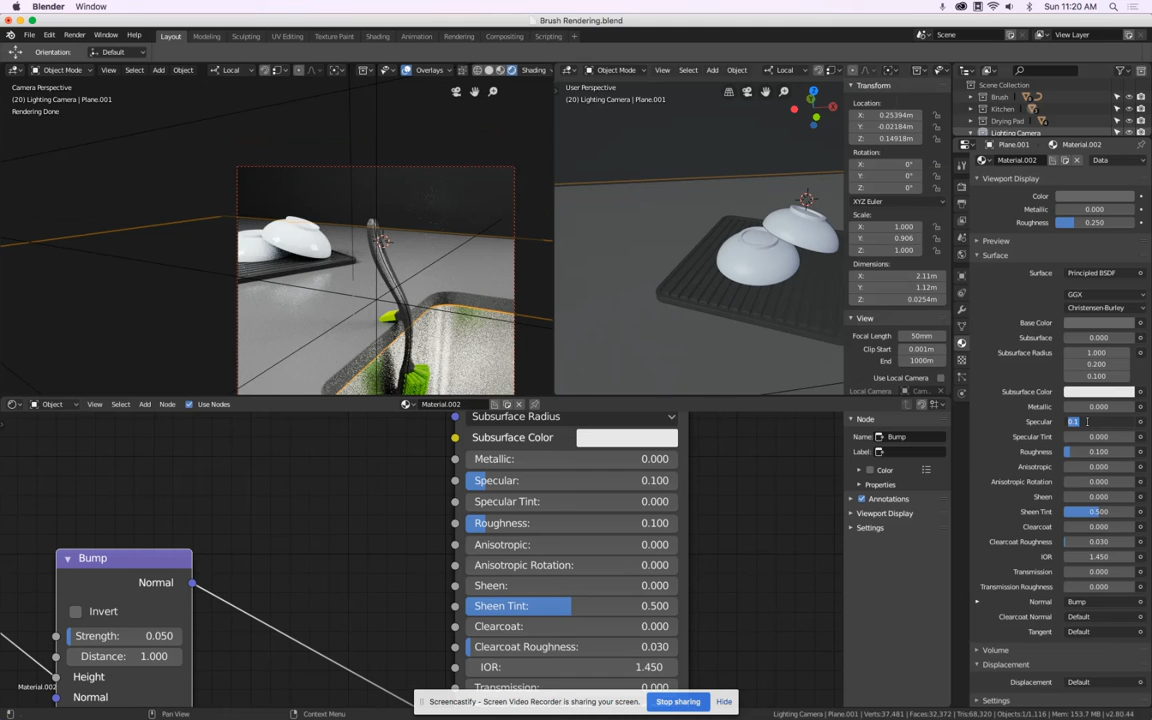 Blender Window Sun 11:20 AM
Brush Rendering.blend
File Edit Render Window Help Layout Modeling Sculpting UV Editing Texture Paint Shading Animation Rendering Compositing Scripting Scene View Layer
Orientation: Default
Object Mode View Select Add Object Local Overlays Shading Object Mode View Select Add Object Local
Camera Perspective
(20) Lighting Camera | Plane.001
Rendering Done
User Perspective
(20) Lighting Camera | Plane.001
Z
X
Y
Transform
Location:
X: 0.25394m
Y: -0.02184m
Z: 0.14918m
Rotation:
X: 0°
Y: 0°
Z: 0°
XYZ Euler
Scale:
X: 1.000
Y: 0.906
Z: 1.000
Dimensions:
X: 2.11m
Y: 1.12m
Z: 0.0254m
View
Focal Length 50mm
Clip Start 0.001m
End 1000m
Use Local Camera
Local Camera
Scene Collection
Brush
Kitchen
Drying Pad
Lighting Camera
Plane.001 Material.002
Material.002 Data
Viewport Display
Color
Metallic 0.000
Roughness 0.250
Preview
Surface
Surface Principled BSDF
GGX
Christensen-Burley
Base Color
Subsurface 0.000
Subsurface Radius 1.000
0.200
0.100
Subsurface Color
Metallic 0.000
Specular 0.1
Specular Tint 0.000
Roughness 0.100
Anisotropic 0.000
Anisotropic Rotation 0.000
Sheen 0.000
Sheen Tint 0.500
Clearcoat 0.000
Clearcoat Roughness 0.030
IOR 1.450
Transmission 0.000
Transmission Roughness 0.000
Normal Bump
Clearcoat Normal Default
Tangent Default
Volume
Displacement
Displacement Default
Settings
Object View Select Add Node Use Nodes Material.002
Subsurface Radius
Subsurface Color
Metallic: 0.000
Specular: 0.100
Specular Tint: 0.000
Roughness: 0.100
Anisotropic: 0.000
Anisotropic Rotation: 0.000
Sheen: 0.000
Sheen Tint: 0.500
Clearcoat: 0.000
Clearcoat Roughness: 0.030
IOR: 1.450
Transmission: 0.000
Bump
Normal
Invert
Strength: 0.050
Distance: 1.000
Height
Normal
Material.002
Node
Name: Bump
Label:
Color
Properties
Annotations
Viewport Display
Settings
Screencastify - Screen Video Recorder is sharing your screen. Stop sharing Hide
Select Pan View Context Menu Lighting Camera | Plane.001 | Verts:37,481 | Faces:32,372 | Tris:68,320 | Objects:1/1,116 | Mem: 153.7 MB | v2.80.44